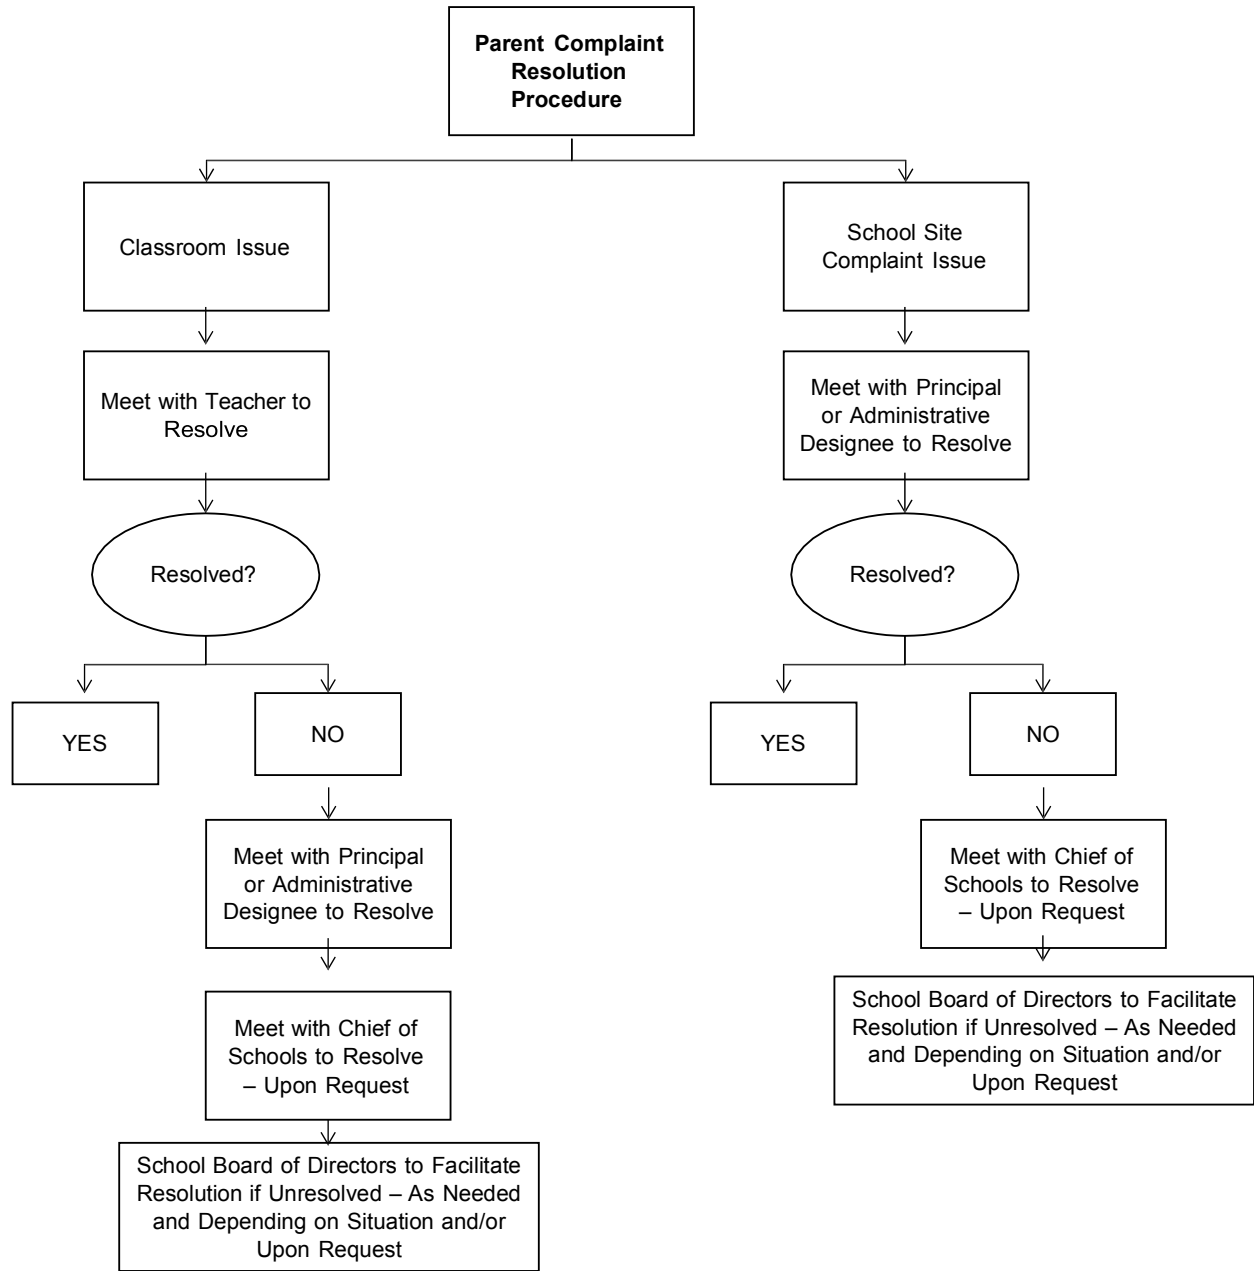 Parent Complaint
Resolution
Procedure
Classroom Issue
School Site
Complaint Issue
Meet with Teacher to
Resolve
Meet with Principal
or Administrative
Designee to Resolve
Resolved?
Resolved?
YES
NO
YES
NO
Meet with Principal
or Administrative
Designee to Resolve
Meet with Chief of
Schools to Resolve
– Upon Request
Meet with Chief of
Schools to Resolve
– Upon Request
School Board of Directors to Facilitate
Resolution if Unresolved – As Needed
and Depending on Situation and/or
Upon Request
School Board of Directors to Facilitate
Resolution if Unresolved – As Needed
and Depending on Situation and/or
Upon Request